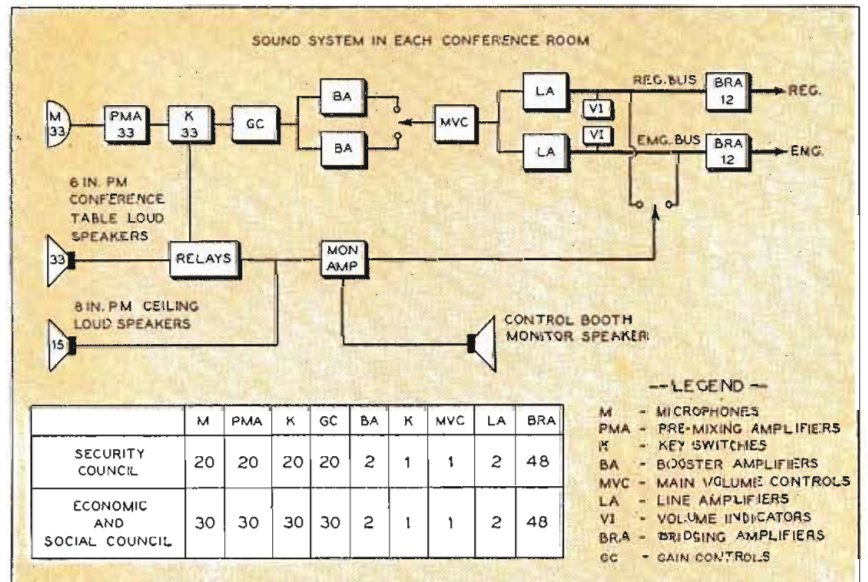 SOUND SYSTEM IN EACH CONFERENCE ROOM
M 33
PMA 33
K 33
GC
BA
BA
MVC
LA
LA
VI
VI
REG. BUS
EMG. BUS
BRA 12
BRA 12
REG.
EMG.
6 IN. PM
CONFERENCE
TABLE LOUD
SPEAKERS
33
RELAYS
MON AMP
8 IN. PM CEILING
LOUD SPEAKERS
15
CONTROL BOOTH
MONITOR SPEAKER
M PMA K GC BA K MVC LA BRA
SECURITY COUNCIL 20 20 20 20 2 1 1 2 48
ECONOMIC AND SOCIAL COUNCIL 30 30 30 30 2 1 1 2 48
-- LEGEND --
M - MICROPHONES
PMA - PRE-MIXING AMPLIFIERS
K - KEY SWITCHES
BA - BOOSTER AMPLIFIERS
MVC - MAIN VOLUME CONTROLS
LA - LINE AMPLIFIERS
VI - VOLUME INDICATORS
BRA - BRIDGING AMPLIFIERS
GC - GAIN CONTROLS